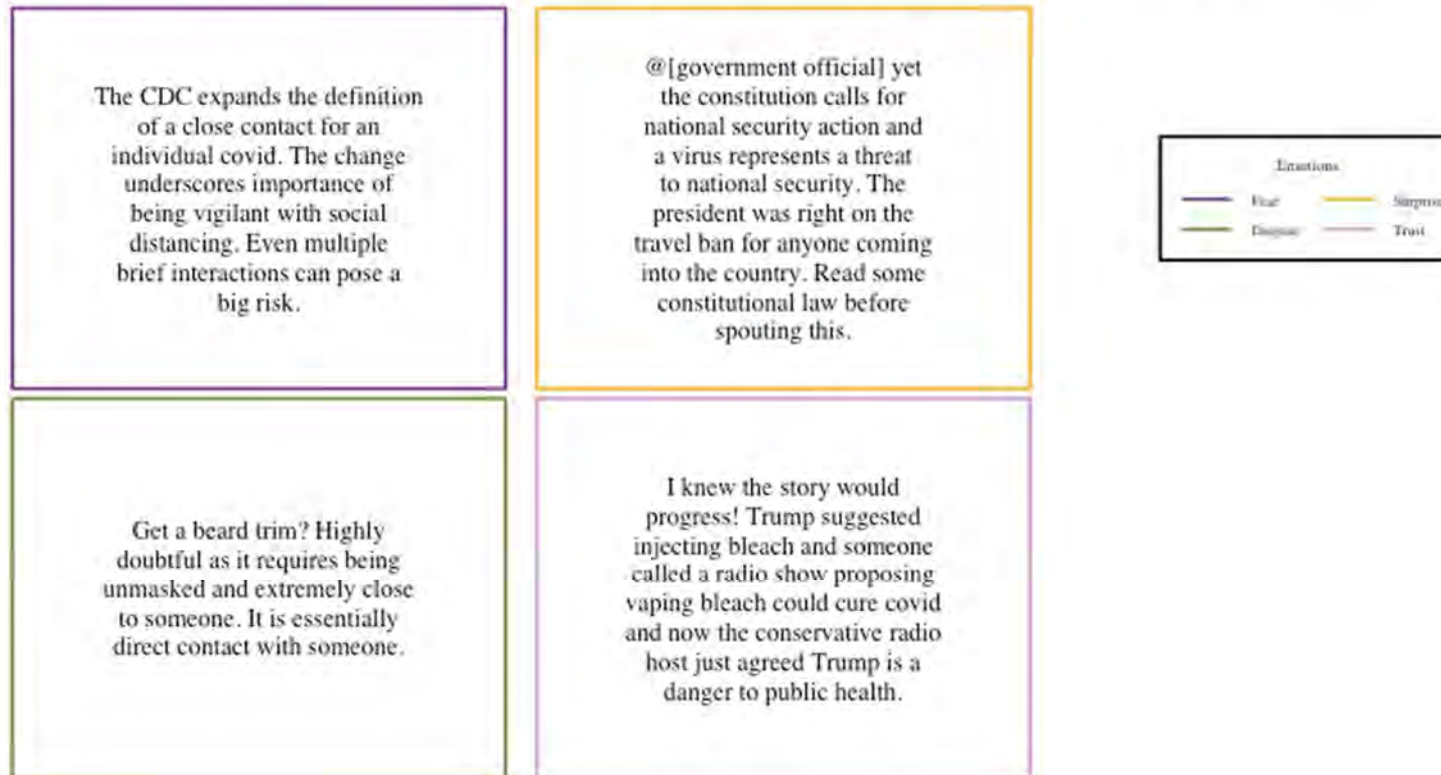 The CDC expands the definition
of a close contact for an
individual covid. The change
underscores importance of
being vigilant with social
distancing. Even multiple
brief interactions can pose a
big risk.
@[government official] yet
the constitution calls for
national security action and
a virus represents a threat
to national security. The
president was right on the
travel ban for anyone coming
into the country. Read some
constitutional law before
spouting this.
Get a beard trim? Highly
doubtful as it requires being
unmasked and extremely close
to someone. It is essentially
direct contact with someone.
I knew the story would
progress! Trump suggested
injecting bleach and someone
called a radio show proposing
vaping bleach could cure covid
and now the conservative radio
host just agreed Trump is a
danger to public health.
Emotions
Fear
Trust